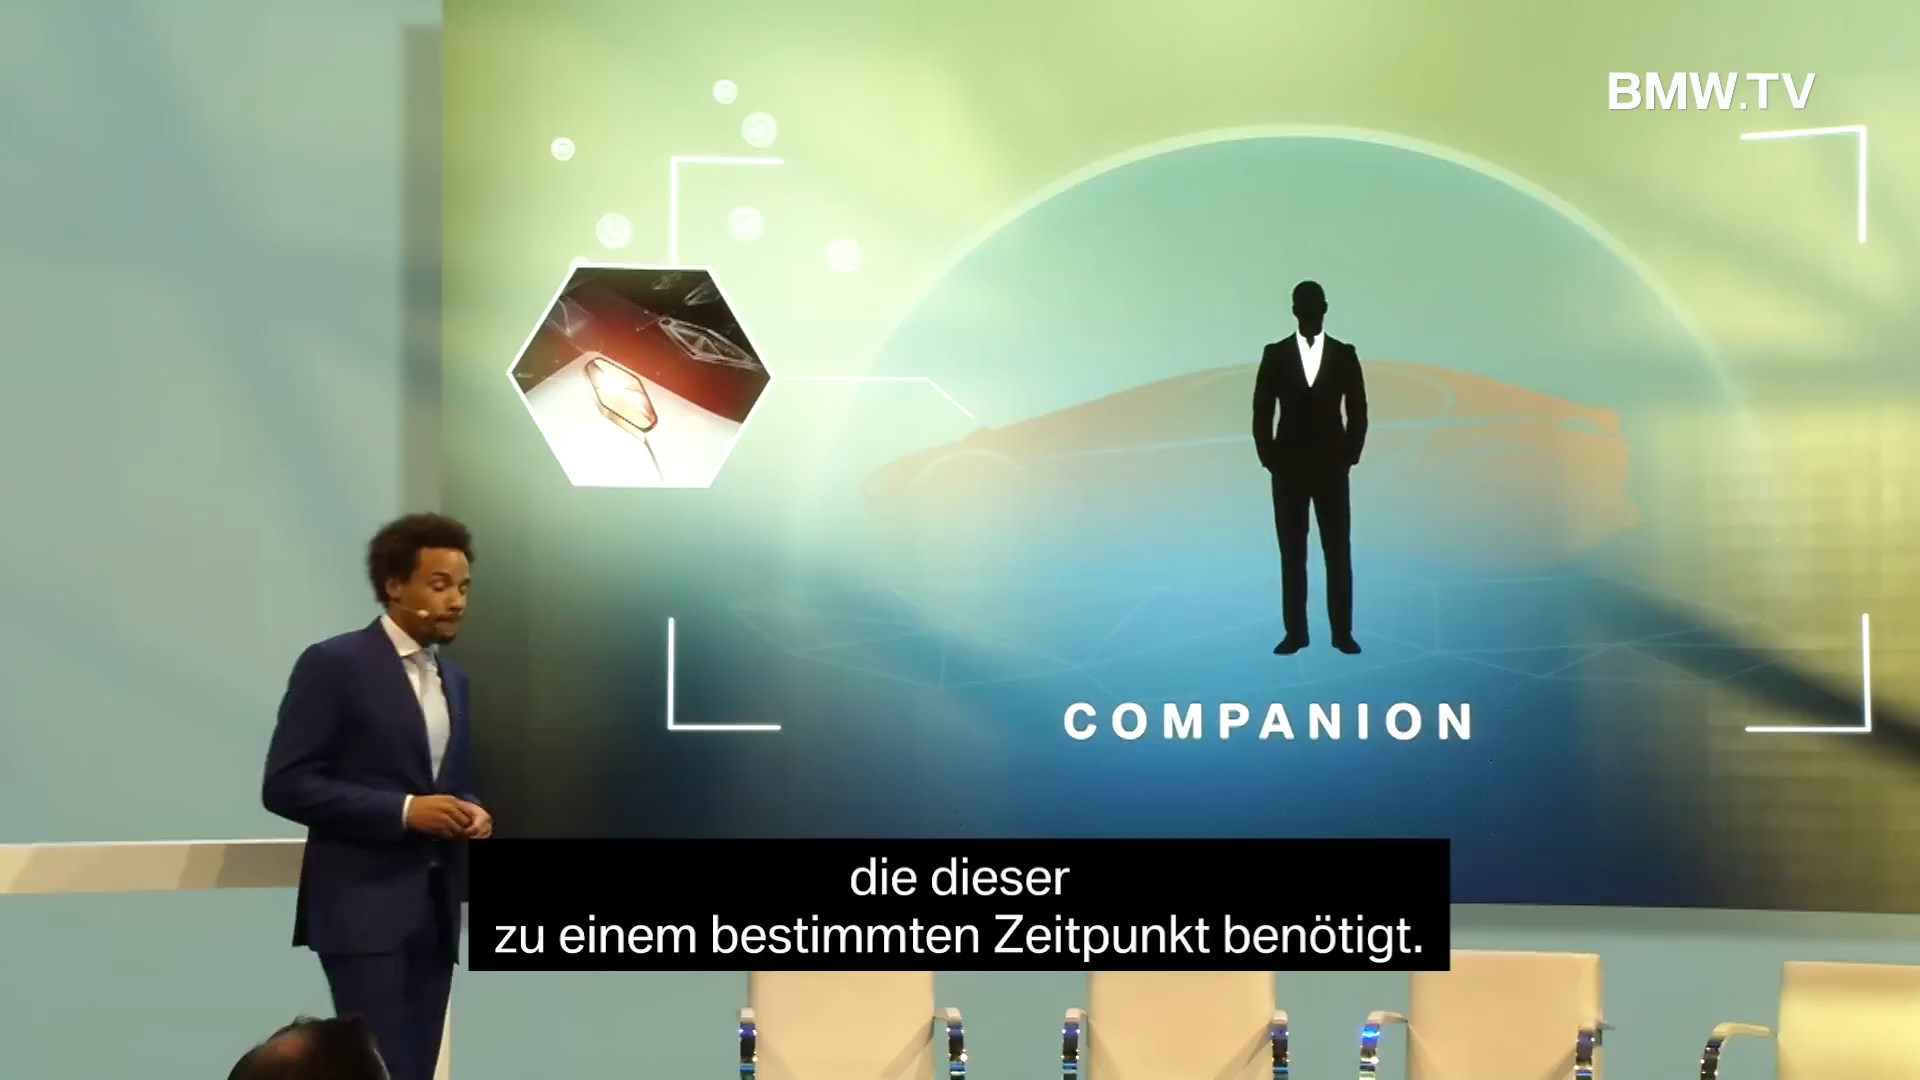 BMW.TV
COMPANION
die dieser
zu einem bestimmten Zeitpunkt benötigt.